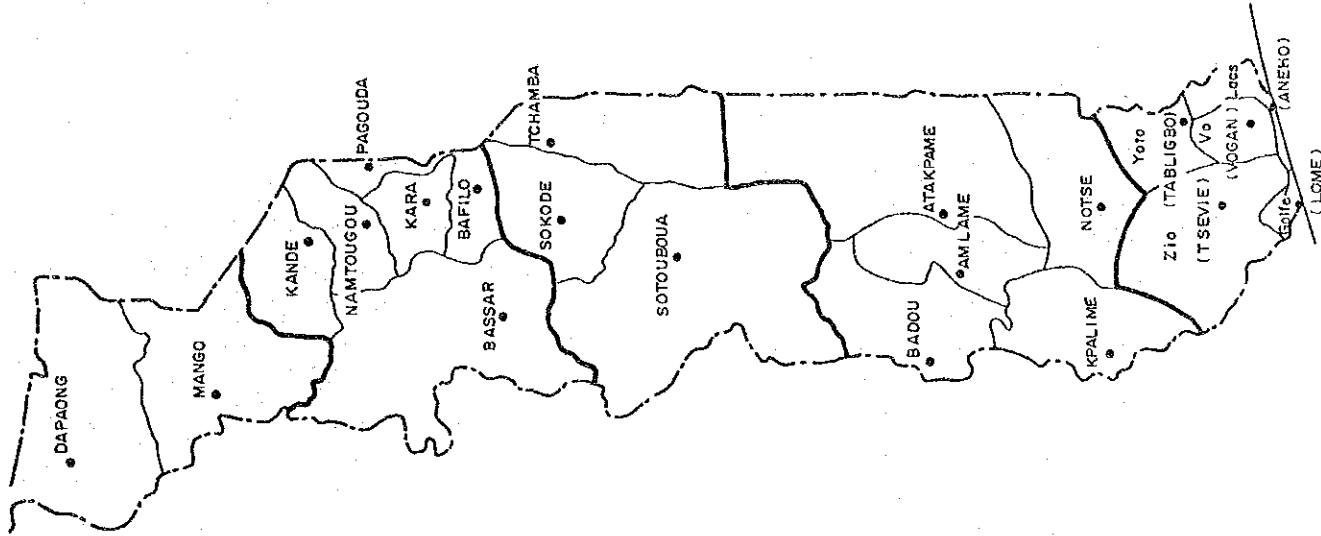 DAPAONG
MANGO
KANDE
NAMTOUGOU
PAGOUDA
KARA
BAFILO
BASSAR
TCHAMBA
SOKODE
SOTOUBOUA
ATAKPAME
AMLAME
BADOU
NOTSE
KPALIME
Yoto
(TABLIGBO)
Zio
(TSEVIE)
Vo
(VOGAN)
Lacs
(ANEHO)
Golfe
(LOME)